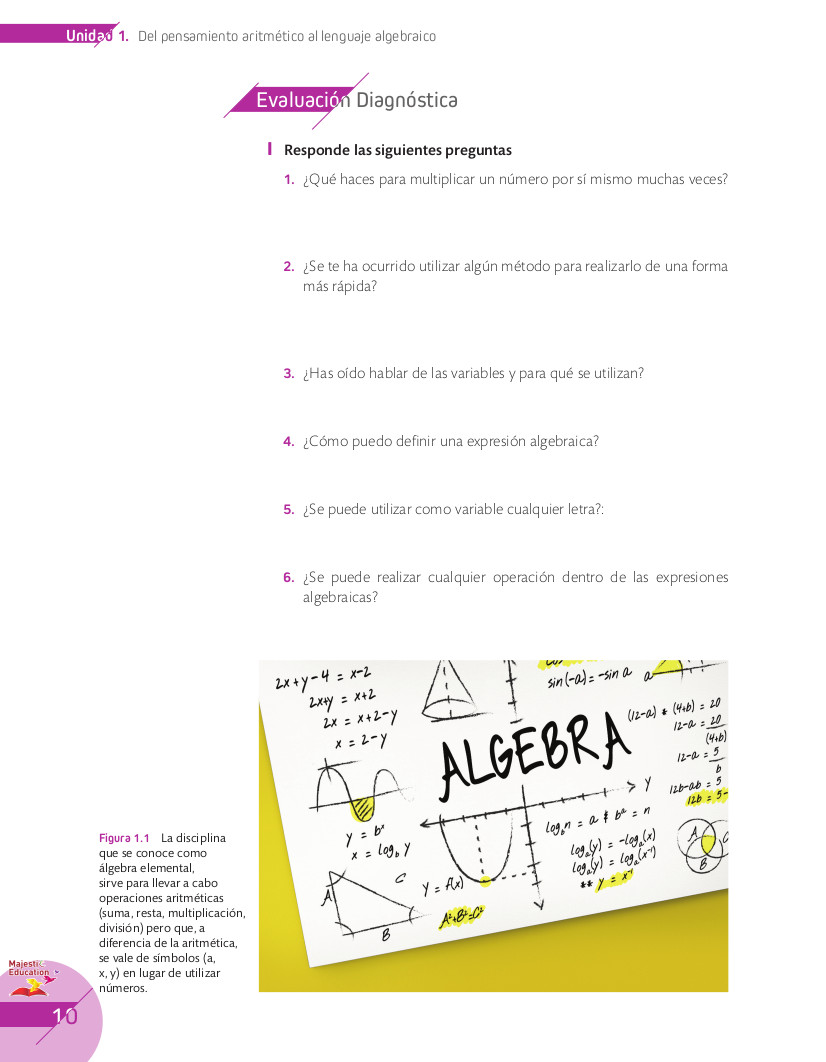 Unidad 1. Del pensamiento aritmético al lenguaje algebraico
Evaluación Diagnóstica
I Responde las siguientes preguntas
1. ¿Qué haces para multiplicar un número por sí mismo muchas veces?
2. ¿Se te ha ocurrido utilizar algún método para realizarlo de una forma
más rápida?
3. ¿Has oído hablar de las variables y para qué se utilizan?
4. ¿Cómo puedo definir una expresión algebraica?
5. ¿Se puede utilizar como variable cualquier letra?:
6. ¿Se puede realizar cualquier operación dentro de las expresiones
algebraicas?
2x+y-4 = x-2
2x+y = x+2
2x = x+2-y
x = 2-y
sin(-a) = -sin a
a
(12-a) * (4+b) = 20
12-a = 20
(4+b)
12-a = 5
b
12b-ab = 5
12b = 5-
ALGEBRA
Y
y = bˣ
x = log_b y
log_b n = a
bᵃ = n
log_a(y) = -log_a(x)
log_a(y) = log_a(x⁻¹)
** y = x⁻¹
A
B
C
Y = f(x)
A²+B²=C²
A
C
B
Figura 1.1 La disciplina
que se conoce como
álgebra elemental,
sirve para llevar a cabo
operaciones aritméticas
(suma, resta, multiplicación,
división) pero que, a
diferencia de la aritmética,
se vale de símbolos (a,
x, y) en lugar de utilizar
números.
Majestic
Education
10